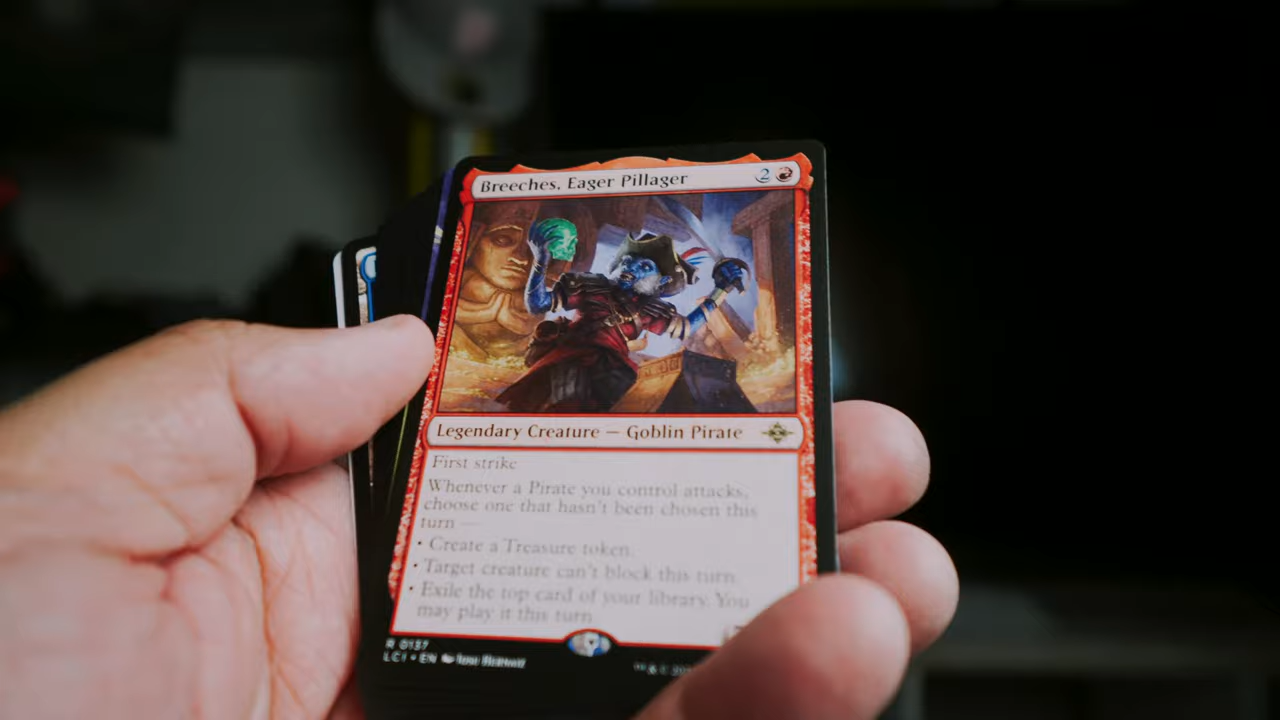 Breeches, Eager Pillager 2
Legendary Creature — Goblin Pirate
First strike
Whenever a Pirate you control attacks,
choose one that hasn't been chosen this
turn —
• Create a Treasure token.
• Target creature can't block this turn.
• Exile the top card of your library. You
may play it this turn.
R 0137
LCI • EN